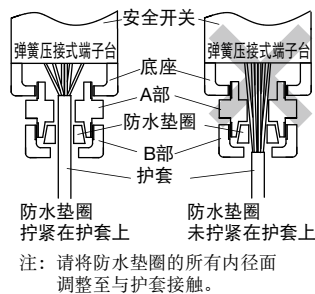 安全开关
弹簧压接式端子台
弹簧压接式端子台
底座
A部
防水垫圈
B部
护套
防水垫圈
拧紧在护套上
防水垫圈
未拧紧在护套上
注：请将防水垫圈的所有内径面
调整至与护套接触。